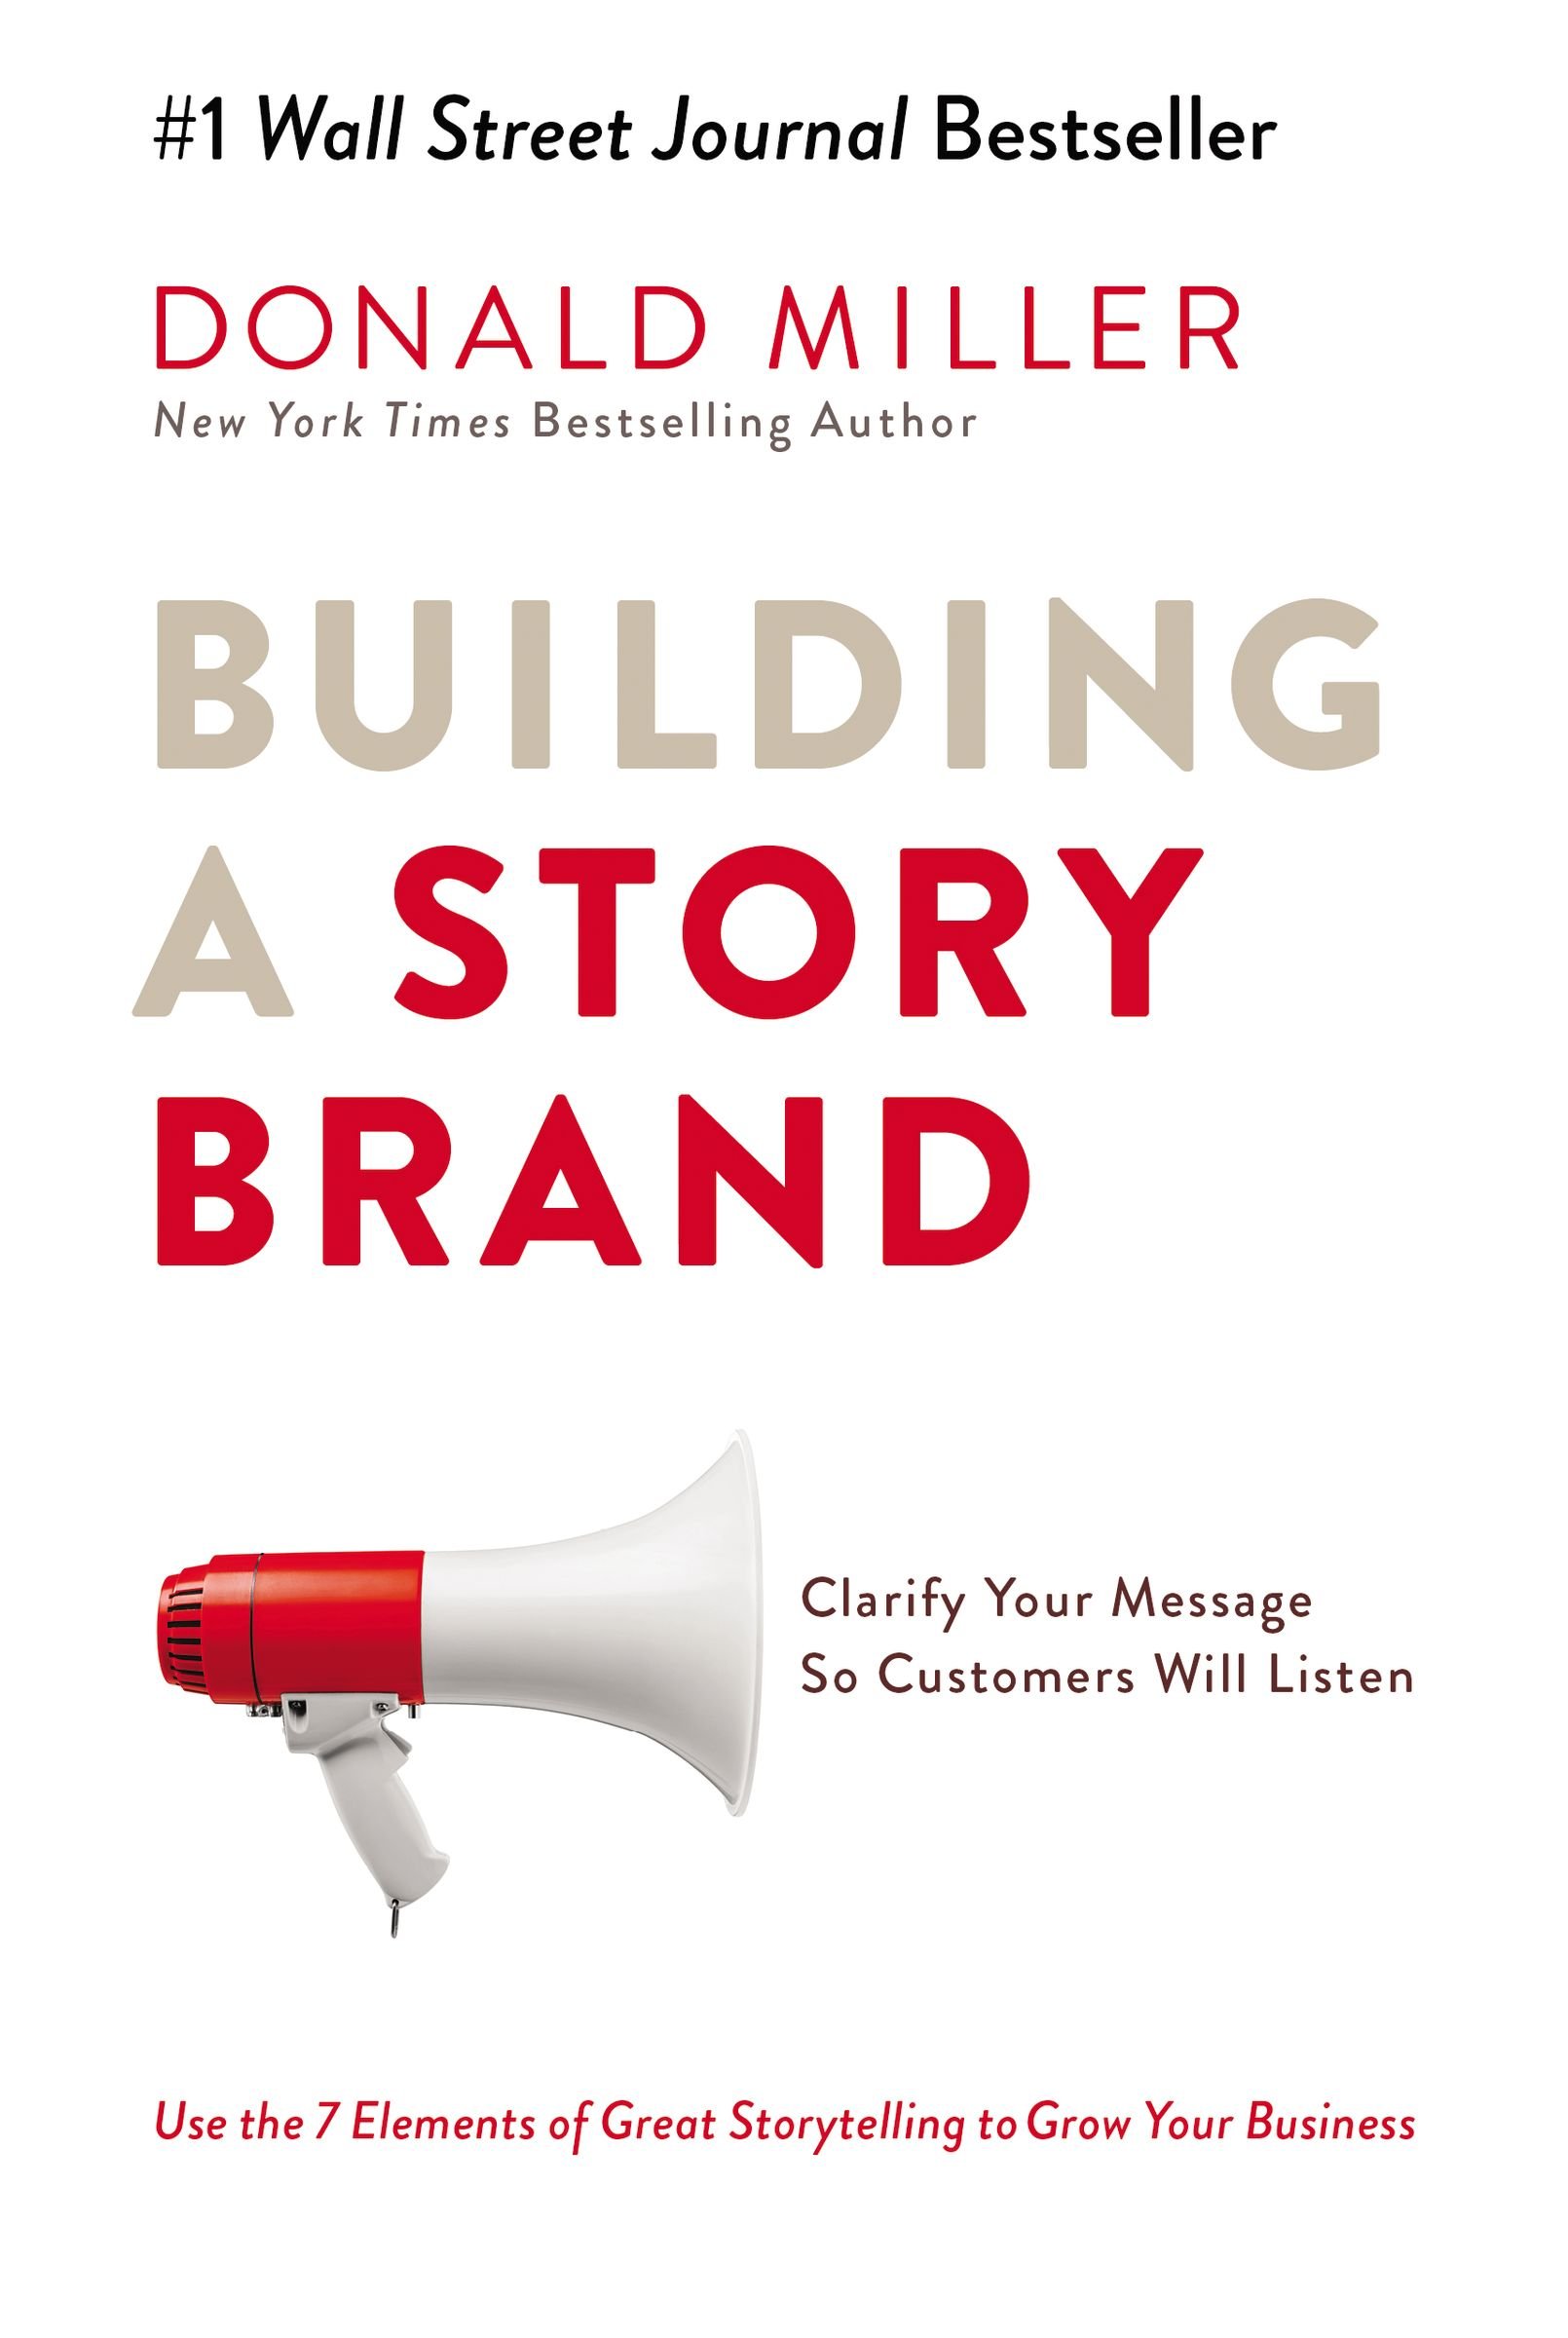 #1 Wall Street Journal Bestseller
DONALD MILLER
New York Times Bestselling Author
BUILDING
A STORY
BRAND
Clarify Your Message
So Customers Will Listen
Use the 7 Elements of Great Storytelling to Grow Your Business